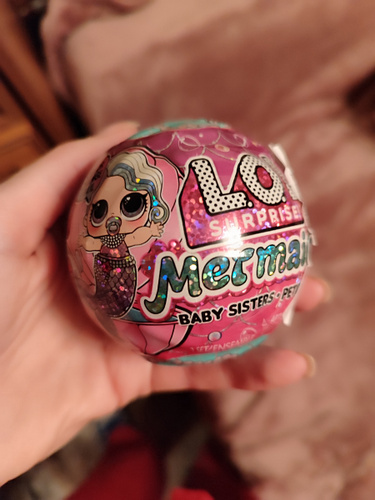 L.O.
SURPRISE
Mermai
BABY SISTERS • PET